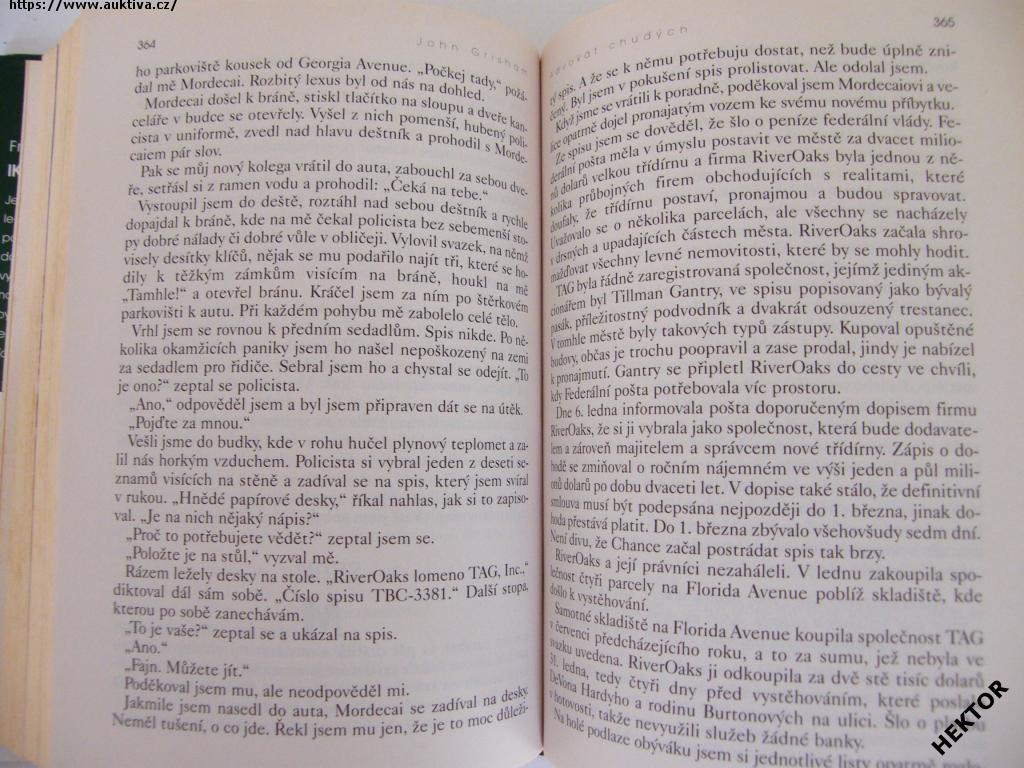 https://www.auktiva.cz/
364
John Grisham
ho parkoviště kousek od Georgia Avenue. „Počkej tady,“ požá-
dal mě Mordecai. Rozbitý lexus byl od nás na dohled.
Mordecai došel k bráně, stiskl tlačítko na sloupu a dveře kan-
celáře v budce se otevřely. Vyšel z nich pomenší, hubený poli-
cista v uniformě, zvedl nad hlavu deštník a prohodil s Morde-
caiem pár slov.
Pak se můj nový kolega vrátil do auta, zabouchl za sebou dve-
ře, setřásl si z ramen vodu a prohodil: „Čeká na tebe.“
Vystoupil jsem do deště, roztáhl nad sebou deštník a rychle
dopajdal k bráně, kde na mě čekal policista bez sebemenší sto-
py dobré nálady či dobré vůle v obličeji. Vylovil svazek, na němž
visely desítky klíčů, nějak se mu podařilo najít tři, které se ho-
dily k těžkým zámkům visícím na bráně, houkl na mě
„Tamhle!“ a otevřel bránu. Kráčel jsem za ním po štěrkovém
parkovišti k autu. Při každém pohybu mě zabolelo celé tělo.
Vrhl jsem se rovnou k předním sedadlům. Spis nikde. Po ně-
kolika okamžicích paniky jsem ho našel nepoškozený na zemi
za sedadlem pro řidiče. Sebral jsem ho a chystal se odejít. „To
je ono?“ zeptal se policista.
„Ano,“ odpověděl jsem a byl jsem připraven dát se na útěk.
„Pojďte za mnou.“
Vešli jsme do budky, kde v rohu hučel plynový teplomet a za-
lil nás horkým vzduchem. Policista si vybral jeden z deseti se-
znamů visících na stěně a zadíval se na spis, který jsem svíral
v rukou. „Hnědé papírové desky,“ říkal nahlas, jak si to zapiso-
val. „Je na nich nějaký nápis?“
„Proč to potřebujete vědět?“ zeptal jsem se.
„Položte je na stůl,“ vyzval mě.
Rázem ležely desky na stole. „RiverOaks lomeno TAG, Inc.“
diktoval dál sám sobě. „Číslo spisu TBC-3381.“ Další stopa,
kterou po sobě zanechávám.
„To je vaše?“ zeptal se a ukázal na spis.
„Ano.“
„Fajn. Můžete jít.“
Poděkoval jsem mu, ale neodpověděl mi.
Jakmile jsem nasedl do auta, Mordecai se zadíval na desky.
Neměl tušení, o co jde. Řekl jsem mu jen, že je to moc důleži-
advokát chudých
365
tý spis. A že se k němu potřebuju dostat, než bude úplně zni-
čený. Byl jsem v pokušení spis prolistovat. Ale odolal jsem.
Když jsme se vrátili k poradně, poděkoval jsem Mordecaiovi a ve-
lice opatrně dojel pronajatým vozem ke svému novému příbytku.
Ze spisu jsem se dověděl, že šlo o peníze federální vlády. Fe-
derální pošta měla v úmyslu postavit ve městě za dvacet milio-
nů dolarů velkou třídírnu a firma RiverOaks byla jednou z ně-
kolika průbojných firem obchodujících s realitami, které
doufaly, že třídírnu postaví, pronajmou a budou spravovat.
Uvažovalo se o několika parcelách, ale všechny se nacházely
v drsných a upadajících částech města. RiverOaks začala shro-
mažďovat všechny levné nemovitosti, které by se mohly hodit.
TAG byla řádně zaregistrovaná společnost, jejímž jediným ak-
cionářem byl Tillman Gantry, ve spisu popisovaný jako bývalý
pasák, příležitostný podvodník a dvakrát odsouzený trestanec.
V tomhle městě byly takových typů zástupy. Kupoval opuštěné
budovy, občas je trochu poopravil a zase prodal, jindy je nabízel
k pronajmutí. Gantry se připletl RiverOaks do cesty ve chvíli,
kdy Federální pošta potřebovala víc prostoru.
Dne 6. ledna informovala pošta doporučeným dopisem firmu
RiverOaks, že si ji vybrala jako společnost, která bude dodavate-
lem a zároveň majitelem a správcem nové třídírny. Zápis o do-
hodě se zmiňoval o ročním nájemném ve výši jeden a půl mili-
onů dolarů po dobu dvaceti let. V dopise také stálo, že definitivní
smlouva musí být podepsána nejpozději do 1. března, jinak do-
hoda přestává platit. Do 1. března zbývalo všehovšudy sedm dní.
Není divu, že Chance začal postrádat spis tak brzy.
RiverOaks a její právníci nezaháleli. V lednu zakoupila spo-
lečnost čtyři parcely na Florida Avenue poblíž skladiště, kde
došlo k vystěhování.
Samotné skladiště na Florida Avenue koupila společnost TAG
v červenci předcházejícího roku, a to za sumu, jež nebyla ve
svazku uvedena. RiverOaks ji odkoupila za dvě stě tisíc dolarů
31. ledna, tedy čtyři dny před vystěhováním, které poslalo
DeVona Hardyho a rodinu Burtonových na ulici. Šlo o
hotovosti, takže nevyužili služeb žádné banky.
Na holé podlaze obýváku jsem si jednotlivé listy opatrně
HEKTOR